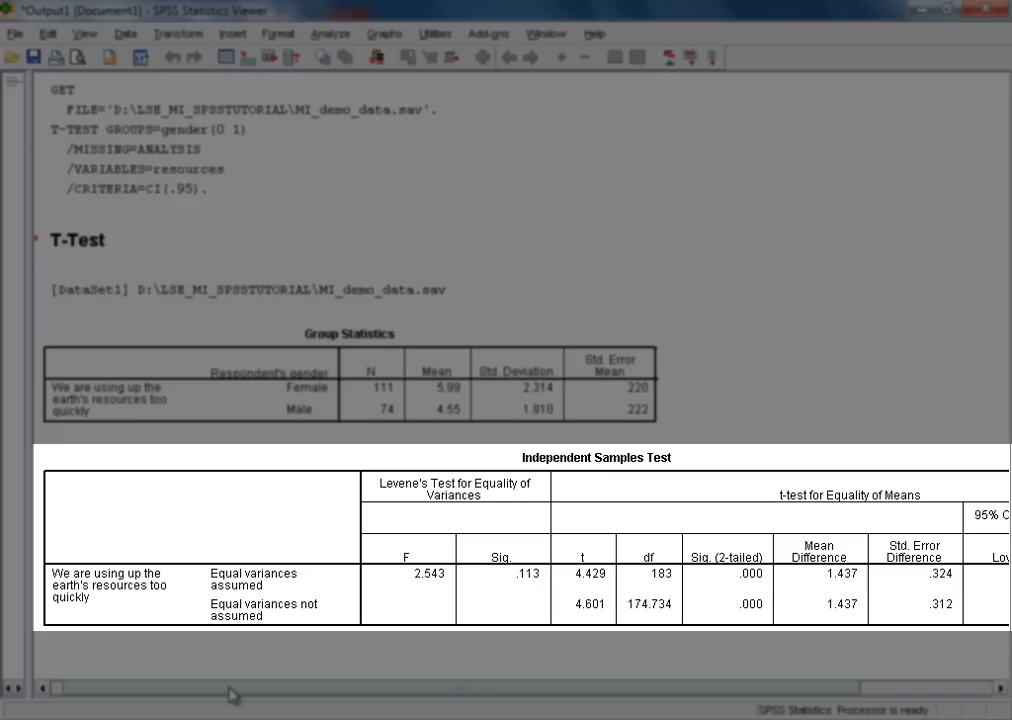 *Output1 [Document1] - SPSS Statistics Viewer
File Edit View Data Transform Insert Format Analyze Graphs Utilities Add-ons Window Help
GET
FILE='D:\LSE_MI_SPSSTUTORIAL\MI_demo_data.sav'.
T-TEST GROUPS=gender(0 1)
/MISSING=ANALYSIS
/VARIABLES=resources
/CRITERIA=CI(.95).
T-Test
[DataSet1] D:\LSE_MI_SPSSTUTORIAL\MI_demo_data.sav
Group Statistics
Respondent's gender N Mean Std. Deviation Std. Error Mean
We are using up the earth's resources too quickly Female 111 5.99 2.314 .220
Male 74 4.55 1.910 .222
Independent Samples Test
Levene's Test for Equality of Variances t-test for Equality of Means
95% C
F Sig. t df Sig. (2-tailed) Mean Difference Std. Error Difference Lov
We are using up the earth's resources too quickly Equal variances assumed 2.543 .113 4.429 183 .000 1.437 .324
Equal variances not assumed 4.601 174.734 .000 1.437 .312
SPSS Statistics Processor is ready